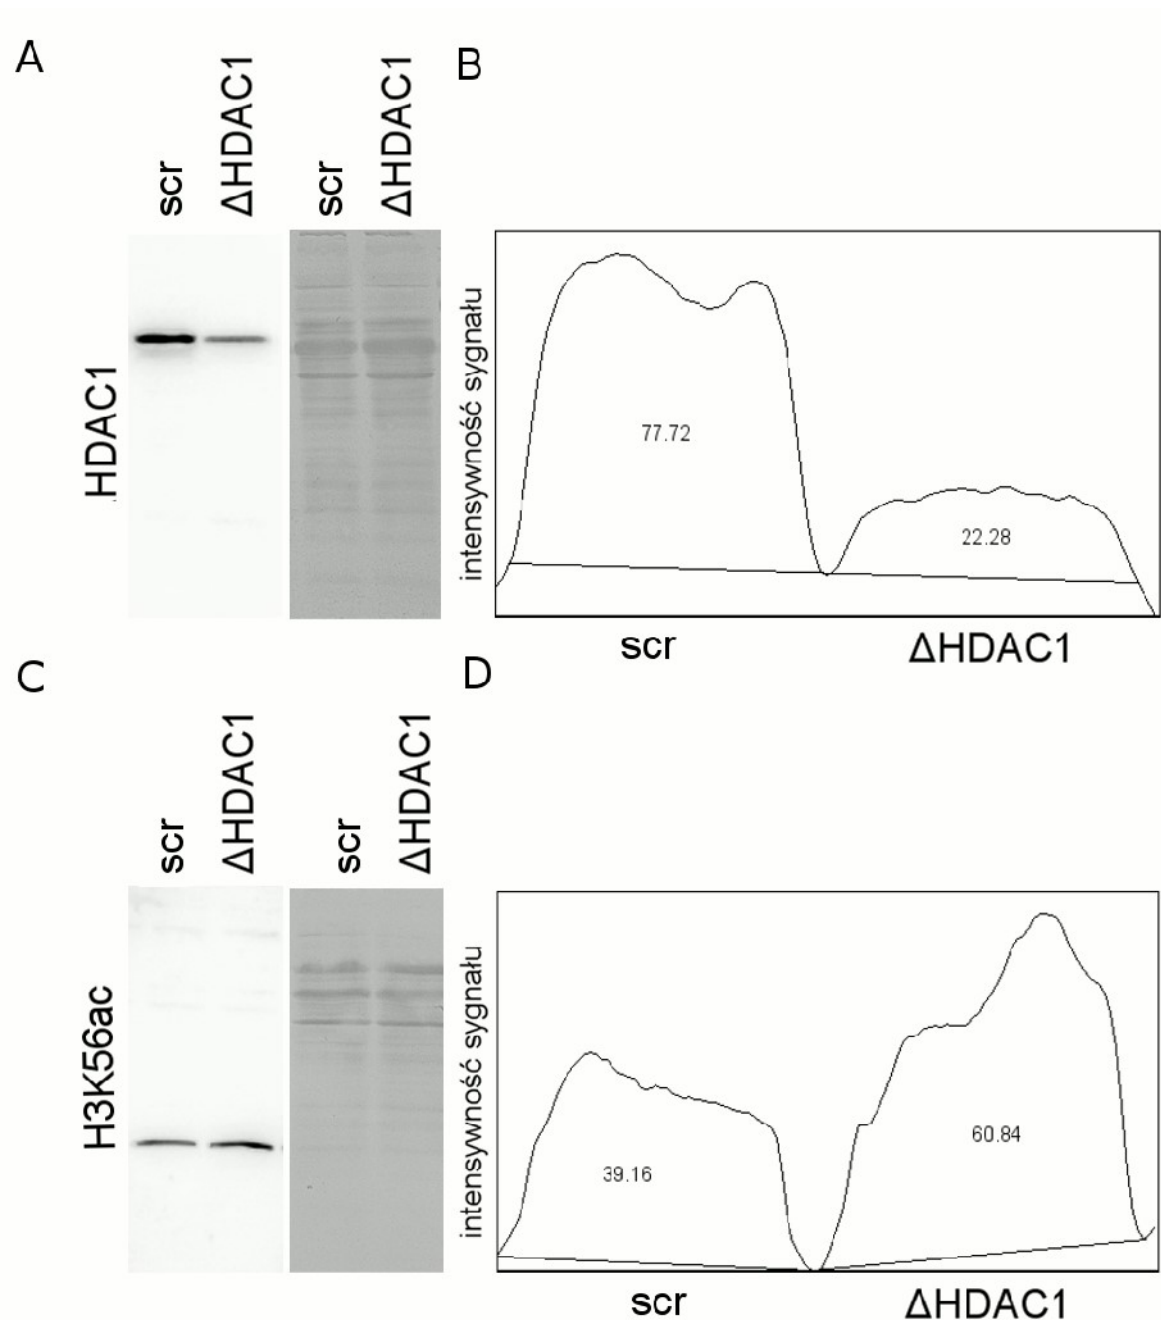 A
scr
ΔHDAC1
scr
ΔHDAC1
.HDAC1
B
intensywność sygnału
77.72
22.28
scr
ΔHDAC1
C
scr
ΔHDAC1
scr
ΔHDAC1
H3K56ac
D
intensywność sygnału
39.16
60.84
scr
ΔHDAC1